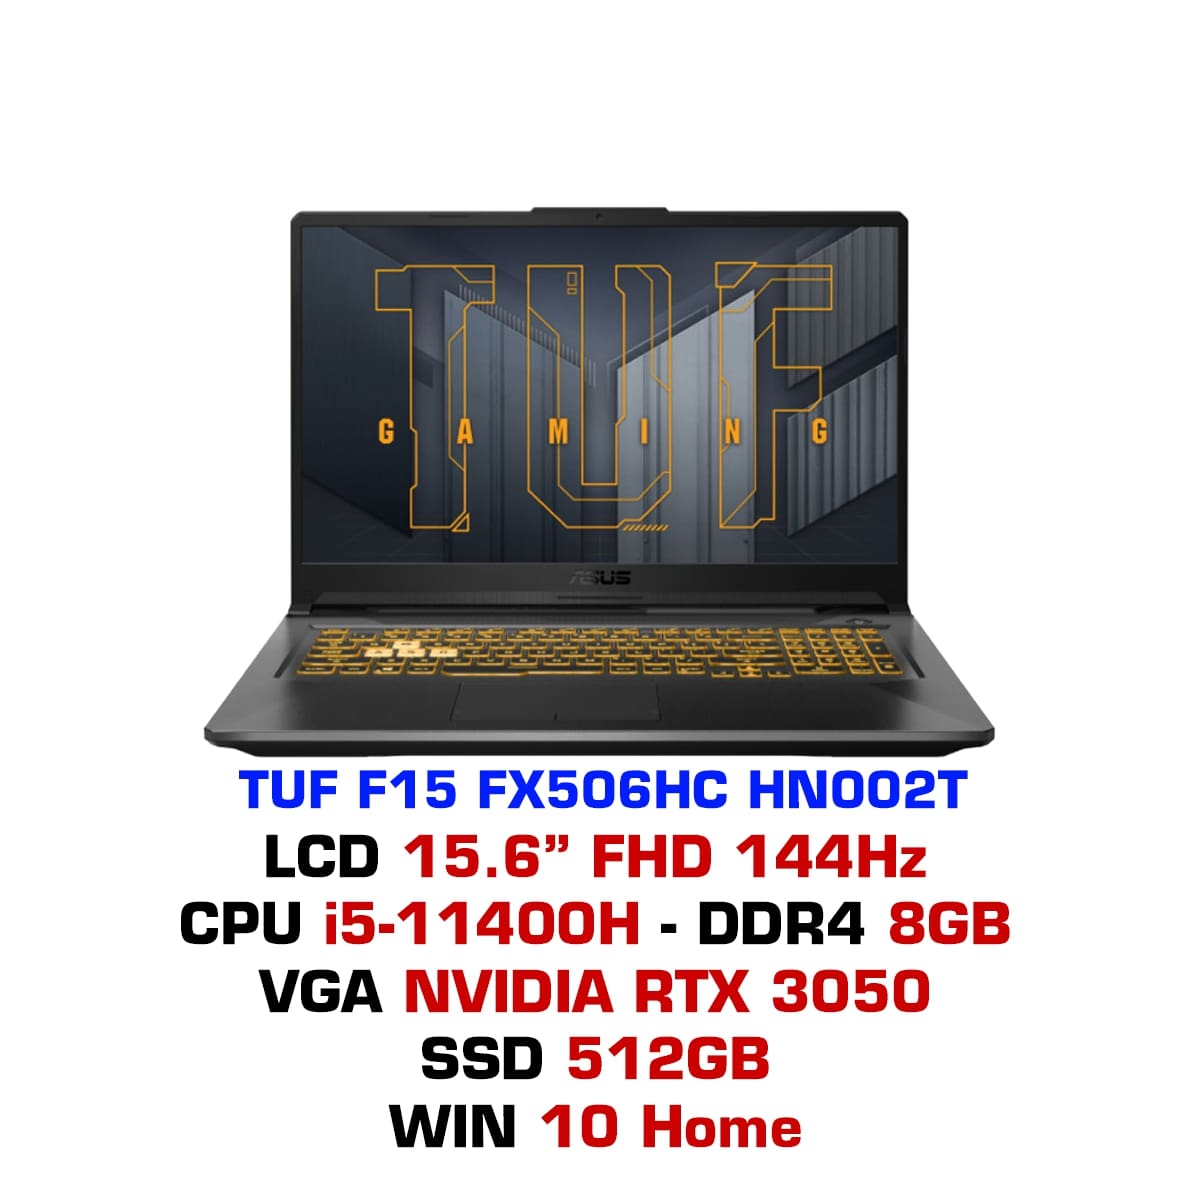 TUF
GAMING
ASUS
TUF F15 FX506HC HN002T
LCD 15.6” FHD 144Hz
CPU i5-11400H - DDR4 8GB
VGA NVIDIA RTX 3050
SSD 512GB
WIN 10 Home